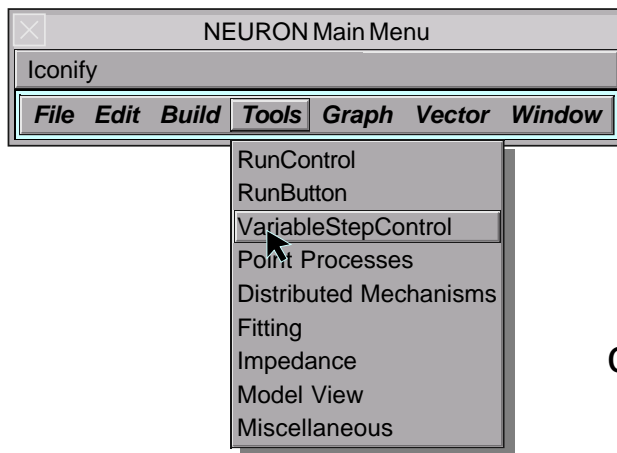 NEURON Main Menu
Iconify
File Edit Build Tools Graph Vector Window
RunControl
RunButton
VariableStepControl
Point Processes
Distributed Mechanisms
Fitting
Impedance
Model View
Miscellaneous